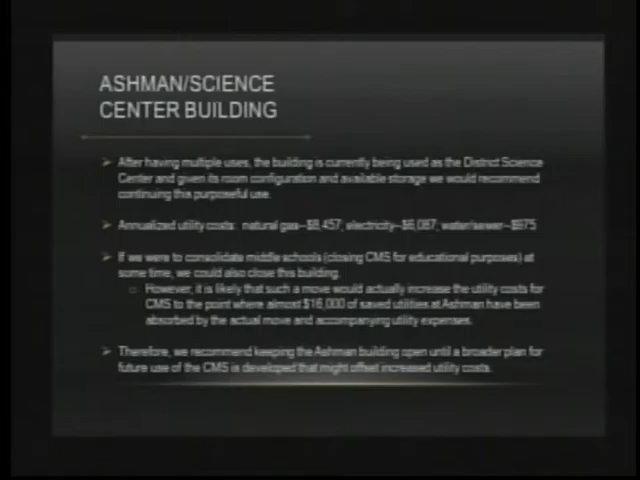 ASHMAN/SCIENCE
CENTER BUILDING
After having multiple uses, the building is currently being used as the District Science
Center and given its room configuration and available storage we would recommend
continuing this purposeful use.
Annualized utility costs: natural gas--$8,457; electricity--$6,087; water/sewer--$975
If we were to consolidate middle schools (closing CMS for educational purposes) at
some time, we could also close this building.
However, it is likely that such a move would actually increase the utility costs for
CMS to the point where almost $16,000 of saved utilities at Ashman have been
absorbed by the actual move and accompanying utility expenses.
Therefore, we recommend keeping the Ashman building open until a broader plan for
future use of the CMS is developed that might offset increased utility costs.